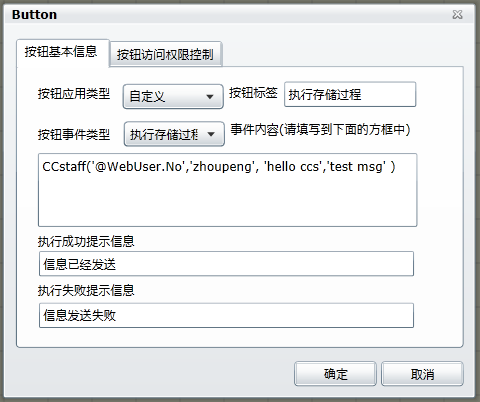 Button
按钮基本信息 按钮访问权限控制
按钮应用类型 自定义 按钮标签 执行存储过程
按钮事件类型 执行存储过程 事件内容(请填写到下面的方框中)
CCstaff('@WebUser.No','zhoupeng', 'hello ccs','test msg' )
执行成功提示信息
信息已经发送
执行失败提示信息
信息发送失败
确定 取消